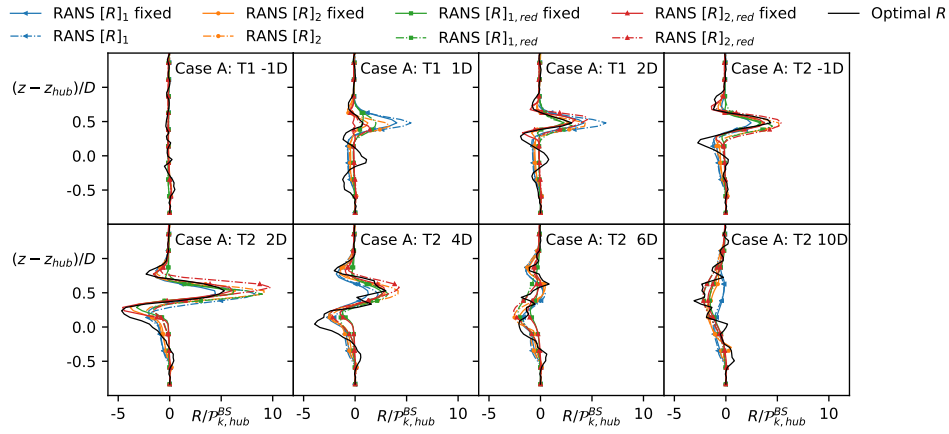 RANS [R]1 fixed RANS [R]2 fixed RANS [R]1,red fixed RANS [R]2,red fixed Optimal R
RANS [R]1 RANS [R]2 RANS [R]1,red RANS [R]2,red
Case A: T1 -1D Case A: T1 1D Case A: T1 2D Case A: T2 -1D
(z − zhub)/D
0.5
0.0
-0.5
Case A: T2 2D Case A: T2 4D Case A: T2 6D Case A: T2 10D
(z − zhub)/D
0.5
0.0
-0.5
-5 0 R/P^BS_k,hub 10 -5 0 R/P^BS_k,hub 10 -5 0 R/P^BS_k,hub 10 -5 0 R/P^BS_k,hub 10